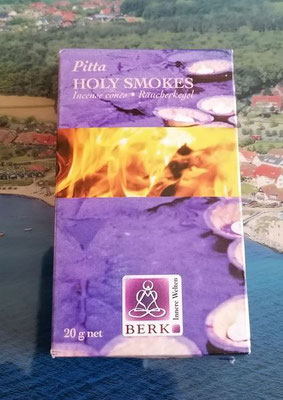 Pitta
HOLY SMOKES
Incense cones • Räucherkegel
Innere Welten
BERK
20 g net